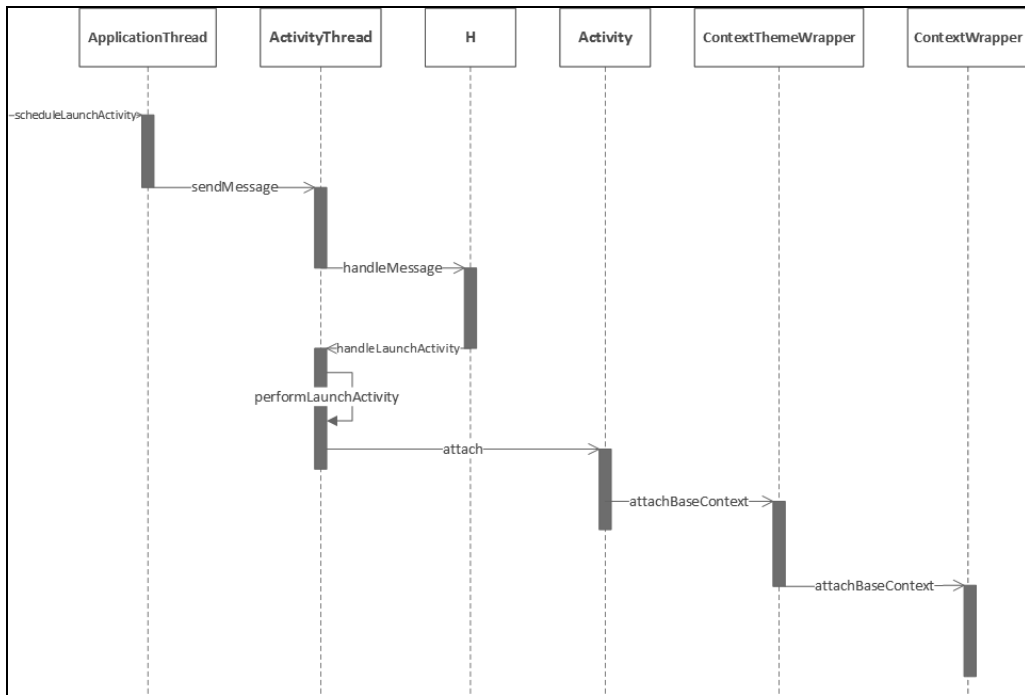 ApplicationThread
ActivityThread
H
Activity
ContextThemeWrapper
ContextWrapper
scheduleLaunchActivity
sendMessage
handleMessage
handleLaunchActivity
performLaunchActivity
attach
attachBaseContext
attachBaseContext